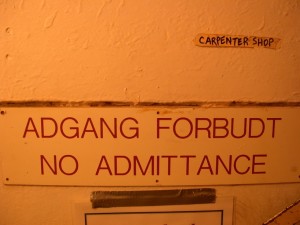 CARPENTER SHOP
ADGANG FORBUDT
NO ADMITTANCE